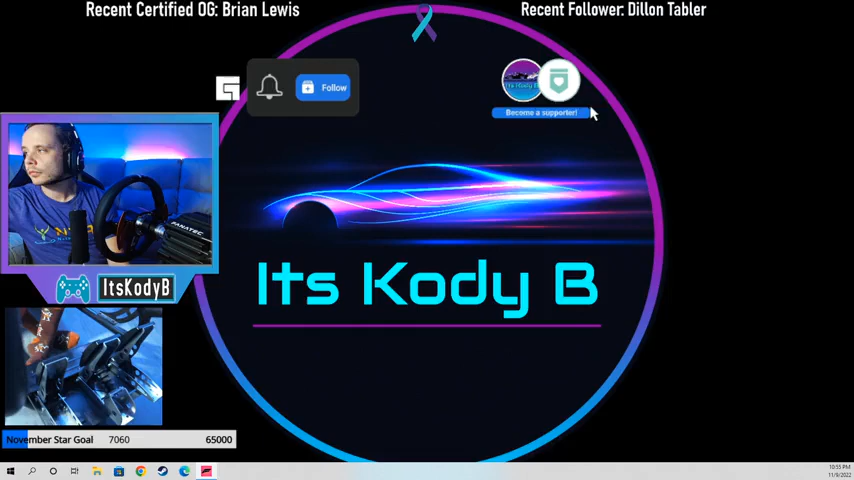 Recent Certified OG: Brian Lewis
Recent Follower: Dillon Tabler
Follow
Become a supporter!
FANATEC
Its Kody B
ItsKodyB
November Star Goal 7060 65000
10:55 PM
11/9/2022